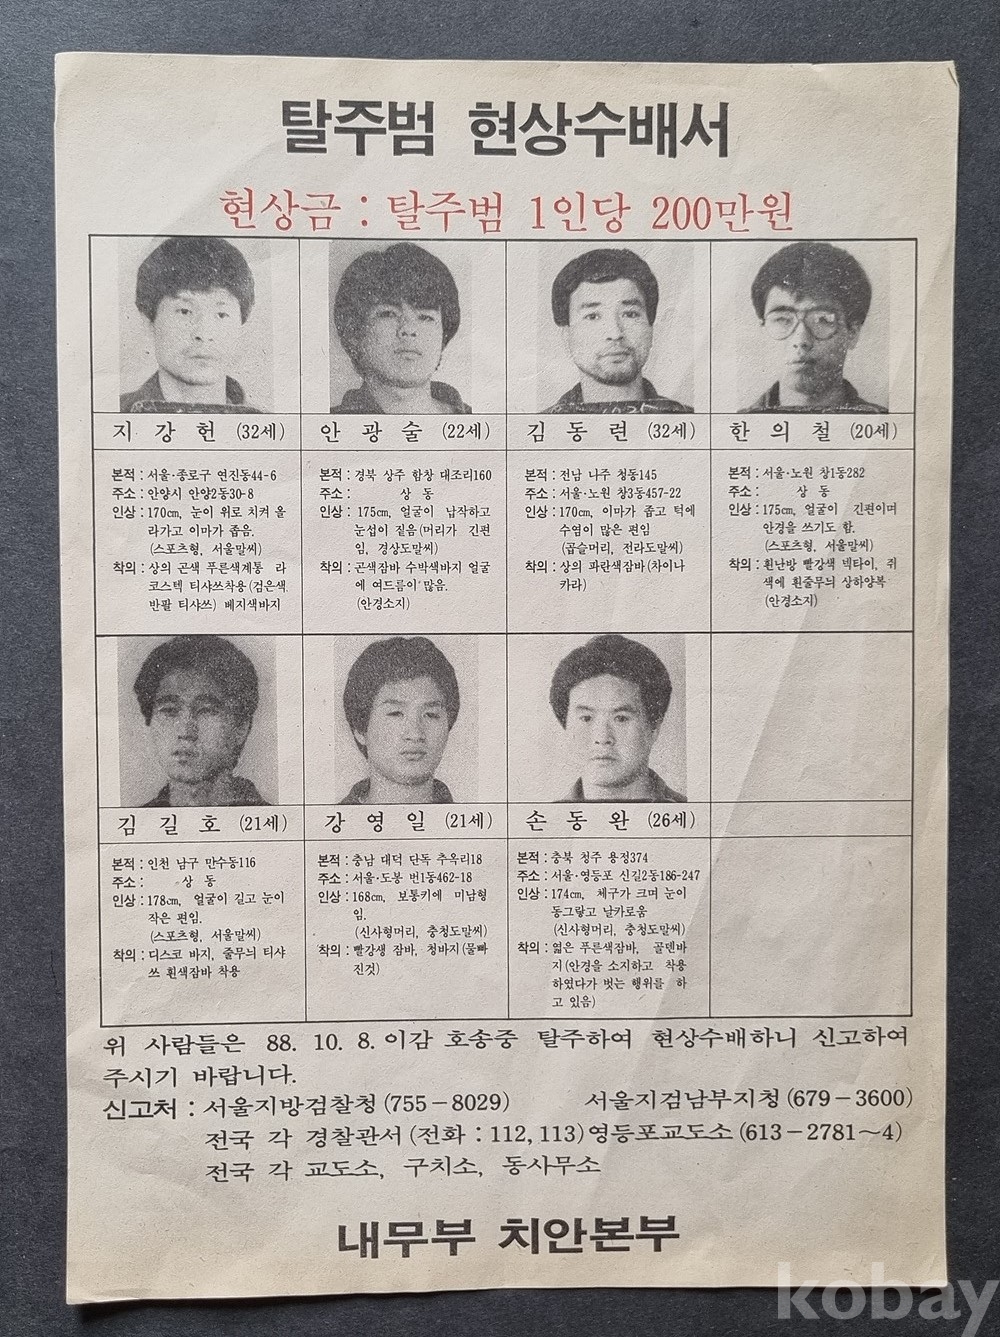 탈주범 현상수배서
현상금 : 탈주범 1인당 200만원
지 강 헌 (32세)
본적 : 서울·종로구 연진동44-6
주소 : 안양시 안양2동30-8
인상 : 170cm, 눈이 위로 치켜 올
라가고 이마가 좁음.
(스포츠형, 서울말씨)
착의 : 상의 곤색 푸른색계통 라
코스텍 티샤쓰착용 (검은색
반팔 티샤쓰) 베지색바지
안 광 술 (22세)
본적 : 경북 상주 함창 대조리160
주소 : 상 동
인상 : 175cm, 얼굴이 납작하고
눈섭이 짙음 (머리가 긴편
임, 경상도말씨)
착의 : 곤색잠바 수박색바지 얼굴
에 여드름이 많음.
(안경소지)
김 동 련 (32세)
본적 : 전남 나주 청동145
주소 : 서울·노원 창3동457-22
인상 : 170cm, 이마가 좁고 턱에
수염이 많은 편임
(곱슬머리, 전라도말씨)
착의 : 상의 파란색잠바 (차이나
카라)
한 의 철 (20세)
본적 : 서울·노원 창1동282
주소 : 상 동
인상 : 171cm, 얼굴이 긴편이며
안경을 쓰기도 함.
(스포츠형, 서울말씨)
착의 : 흰난방 빨강색 넥타이, 쥐
색에 흰줄무늬 상하양복
(안경소지)
김 길 호 (21세)
본적 : 인천 남구 만수동116
주소 : 상 동
인상 : 178cm, 얼굴이 길고 눈이
작은 편임.
(스포츠형, 서울말씨)
착의 : 디스코 바지, 줄무늬 티샤
쓰 흰색잠바 착용
강 영 일 (21세)
본적 : 충남 대덕 단독 추옥리18
주소 : 서울·도봉 번1동462-18
인상 : 168cm, 보통키에 미남형
임.
(신사형머리, 충청도말씨)
착의 : 빨강생 잠바, 청바지 (물빠
진것)
손 동 완 (26세)
본적 : 충북 청주 용정374
주소 : 서울·영등포 신길2동186-247
인상 : 174cm, 체구가 크며 눈이
동그랗고 날카로움
(신사형머리, 충청도말씨)
착의 : 엷은 푸른색잠바, 골덴바
지 (안경을 소지하고 착용
하였다가 벗는 행위를 하
고 있음)
위 사람들은 88. 10. 8. 이감 호송중 탈주하여 현상수배하니 신고하여
주시기 바랍니다.
신고처 : 서울지방검찰청 (755-8029) 서울지검남부지청 (679-3600)
전국 각 경찰관서 (전화 : 112, 113) 영등포교도소 (613-2781~4)
전국 각 교도소, 구치소, 동사무소
내무부 치안본부
kobay